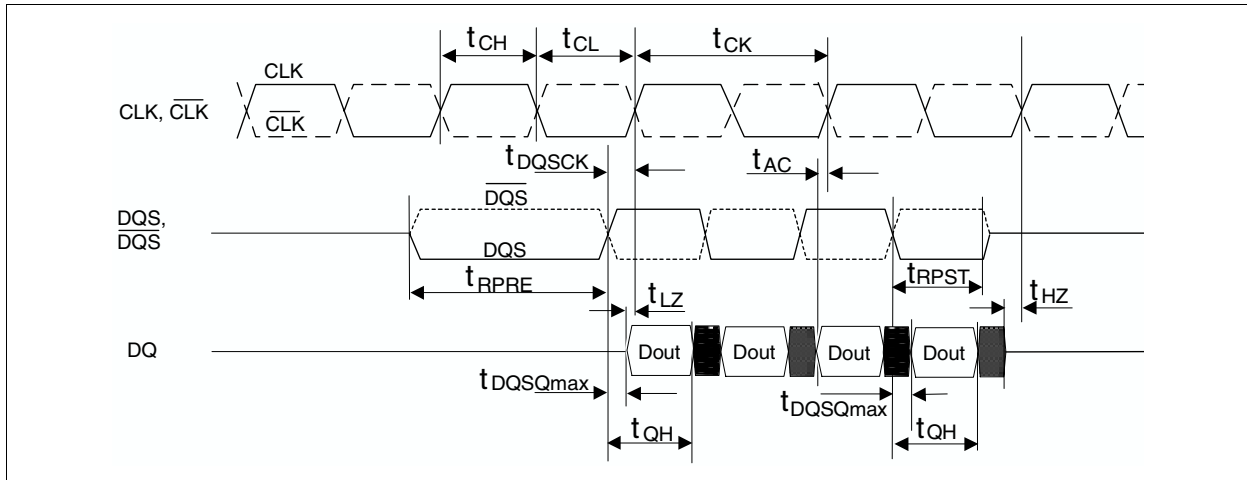 tCH tCL tCK
CLK
CLK, CLK
CLK
tDQSCK tAC
DQS
DQS,
DQS
DQS
tRPRE tLZ tRPST tHZ
DQ Dout Dout Dout Dout
tDQSQmax tDQSQmax
tQH tQH